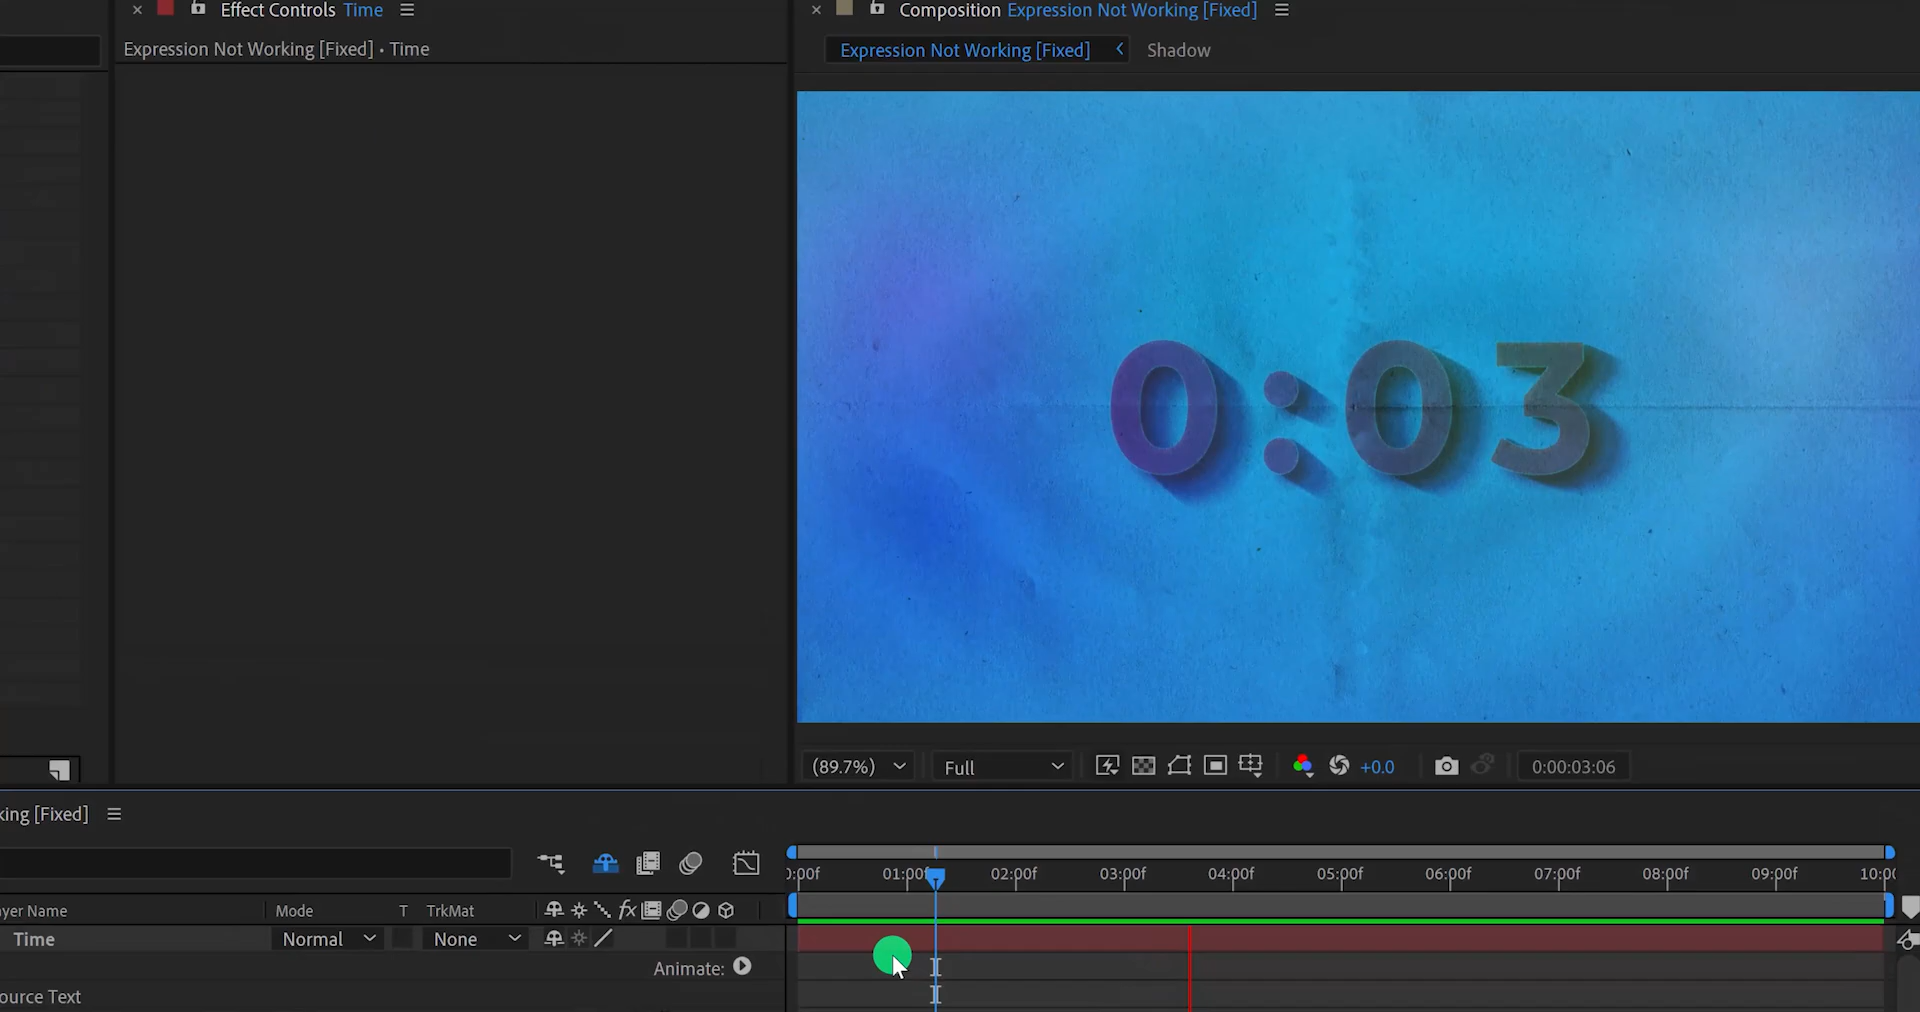 Effect Controls Time
Composition Expression Not Working [Fixed]
Expression Not Working [Fixed] • Time
Expression Not Working [Fixed]
Shadow
0:03
(89.7%)
Full
+0.0
0:00:03:06
king [Fixed]
0:00f 01:00f 02:00f 03:00f 04:00f 05:00f 06:00f 07:00f 08:00f 09:00f 10:00
ayer Name
Mode
T
TrkMat
fx
Time
Normal
None
Animate:
ource Text